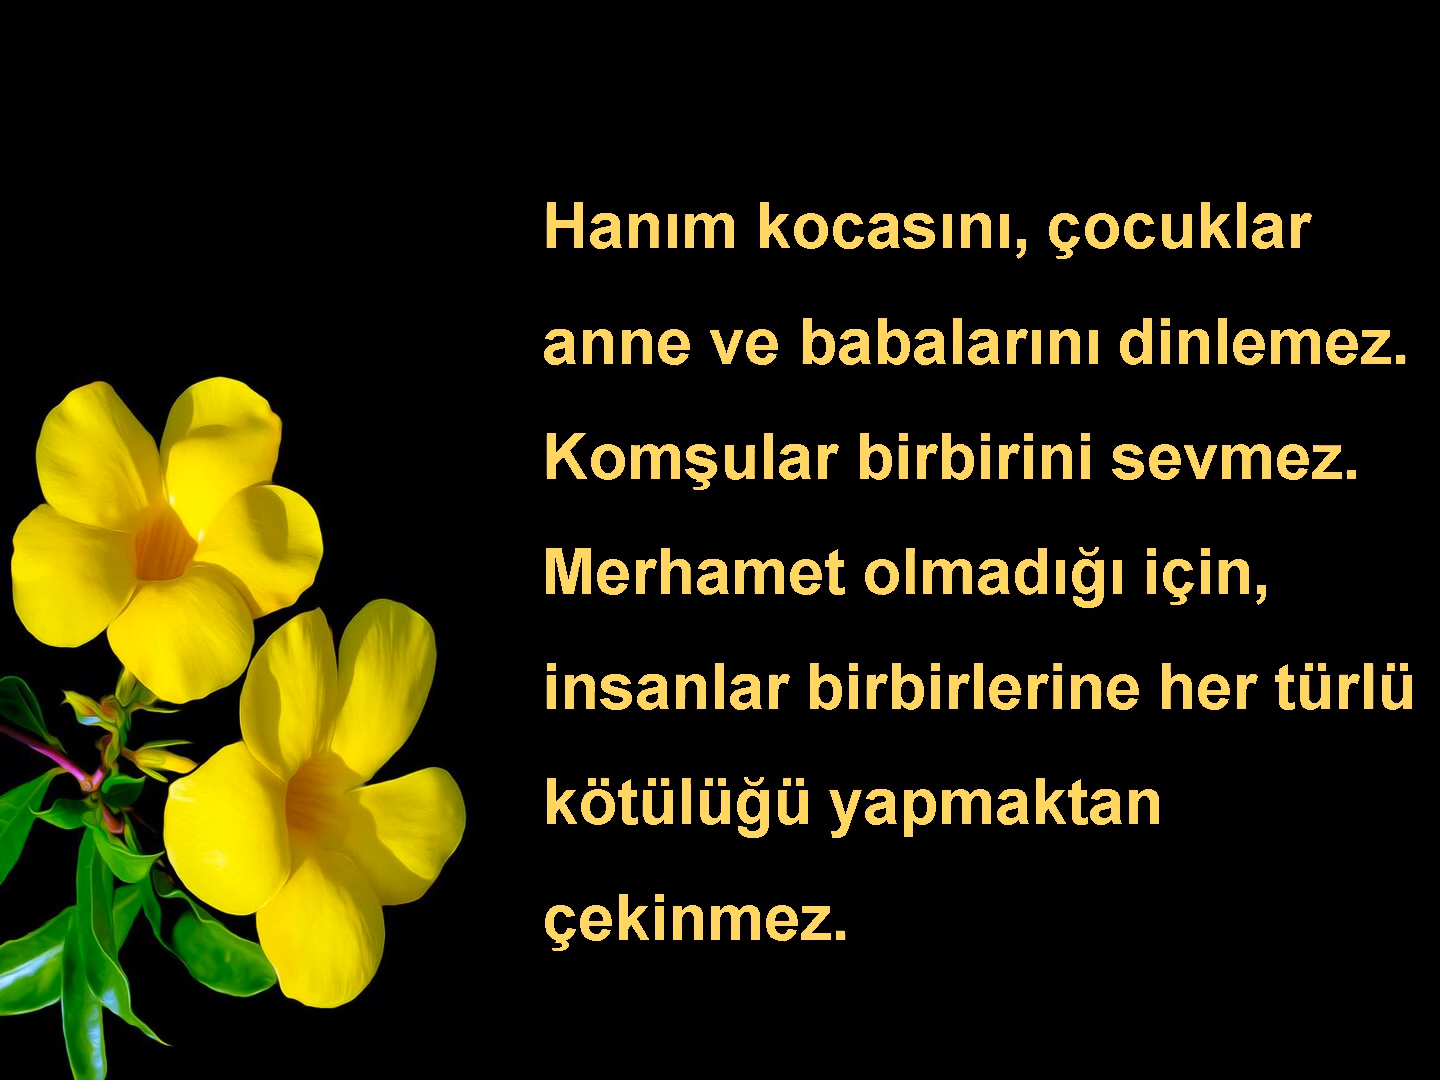 Hanım kocasını, çocuklar
anne ve babalarını dinlemez.
Komşular birbirini sevmez.
Merhamet olmadığı için,
insanlar birbirlerine her türlü
kötülüğü yapmaktan
çekinmez.